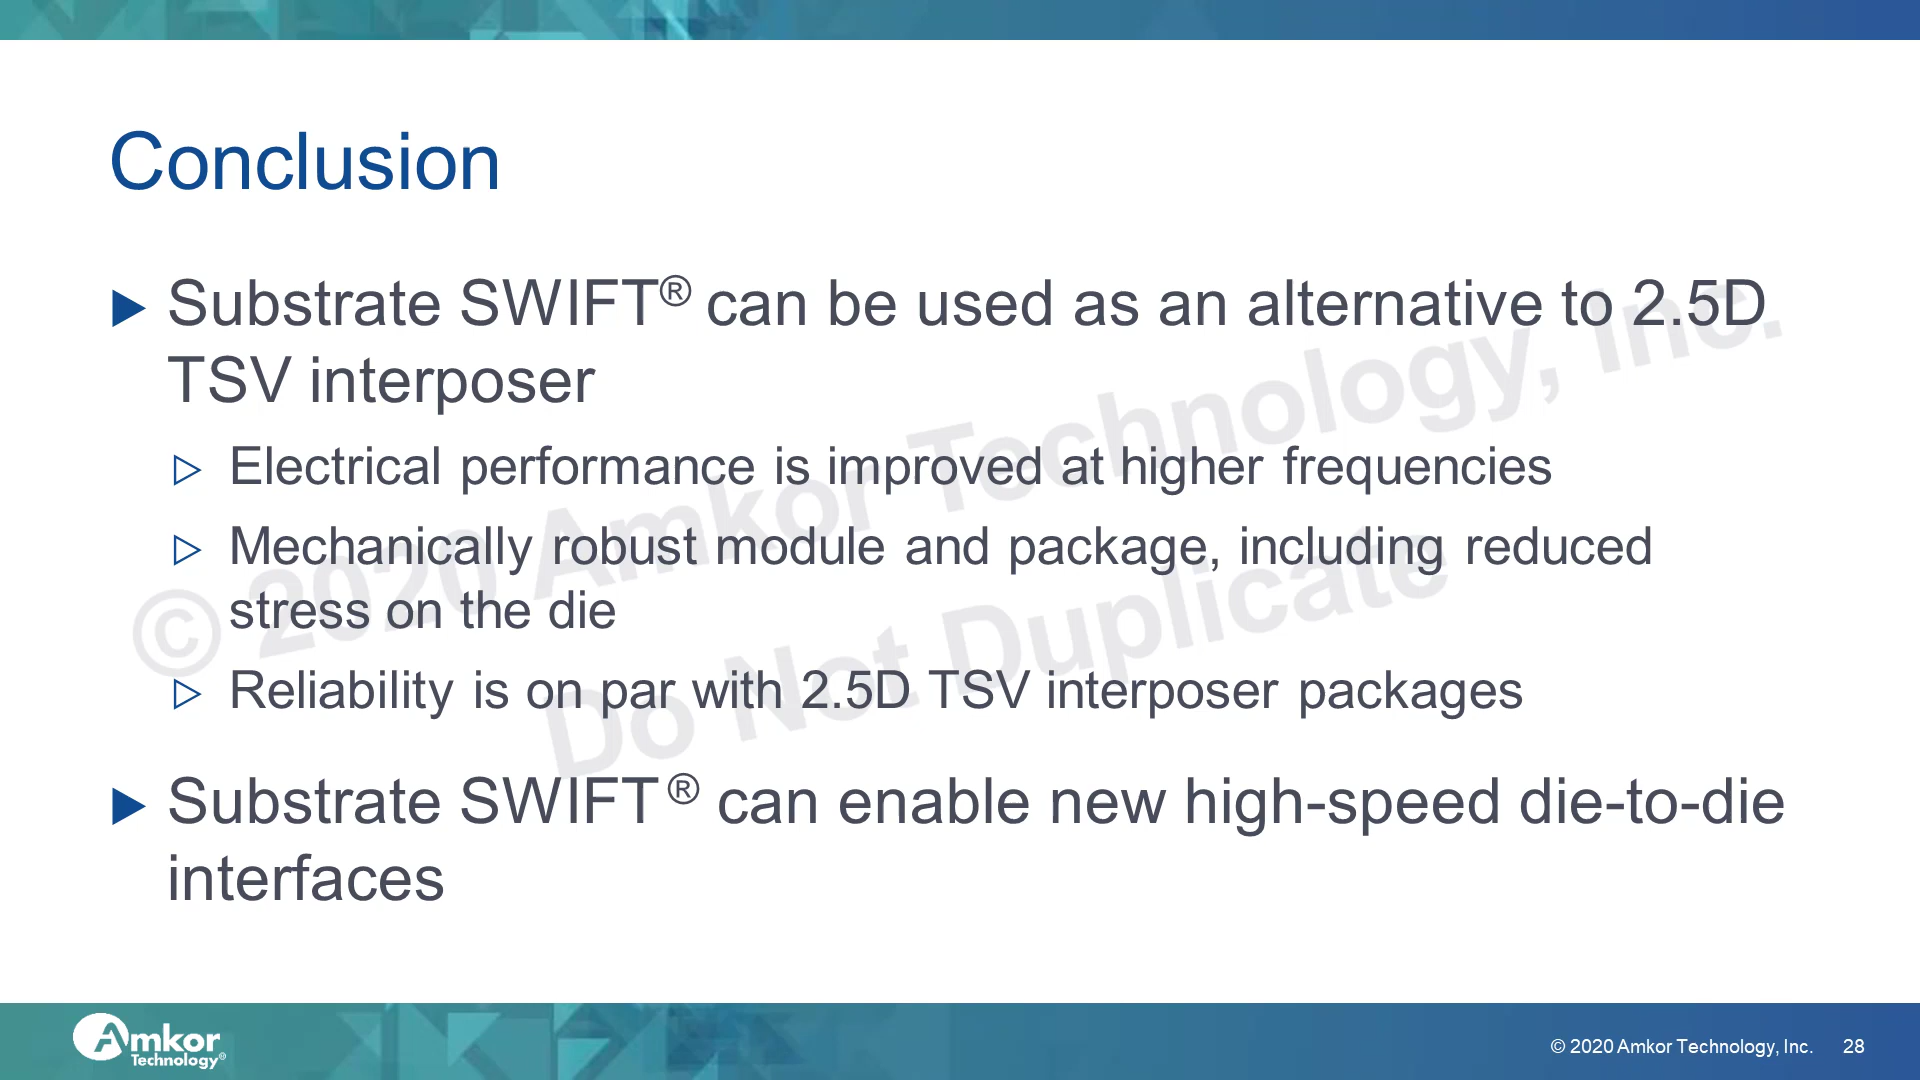 Conclusion
Substrate SWIFT® can be used as an alternative to 2.5D
TSV interposer
Electrical performance is improved at higher frequencies
Mechanically robust module and package, including reduced
stress on the die
Reliability is on par with 2.5D TSV interposer packages
Substrate SWIFT® can enable new high-speed die-to-die
interfaces
© 2020 Amkor Technology, Inc.
Do Not Duplicate
Amkor
Technology®
© 2020 Amkor Technology, Inc. 28